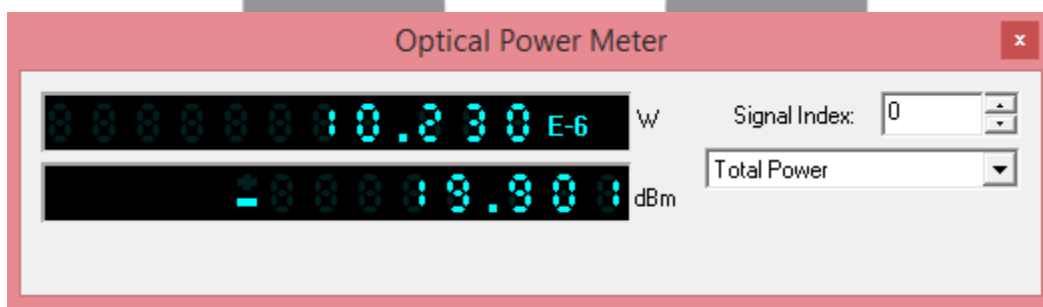 Optical Power Meter
x
10.230 E-6 W
Signal Index: 0
-19.901 dBm
Total Power